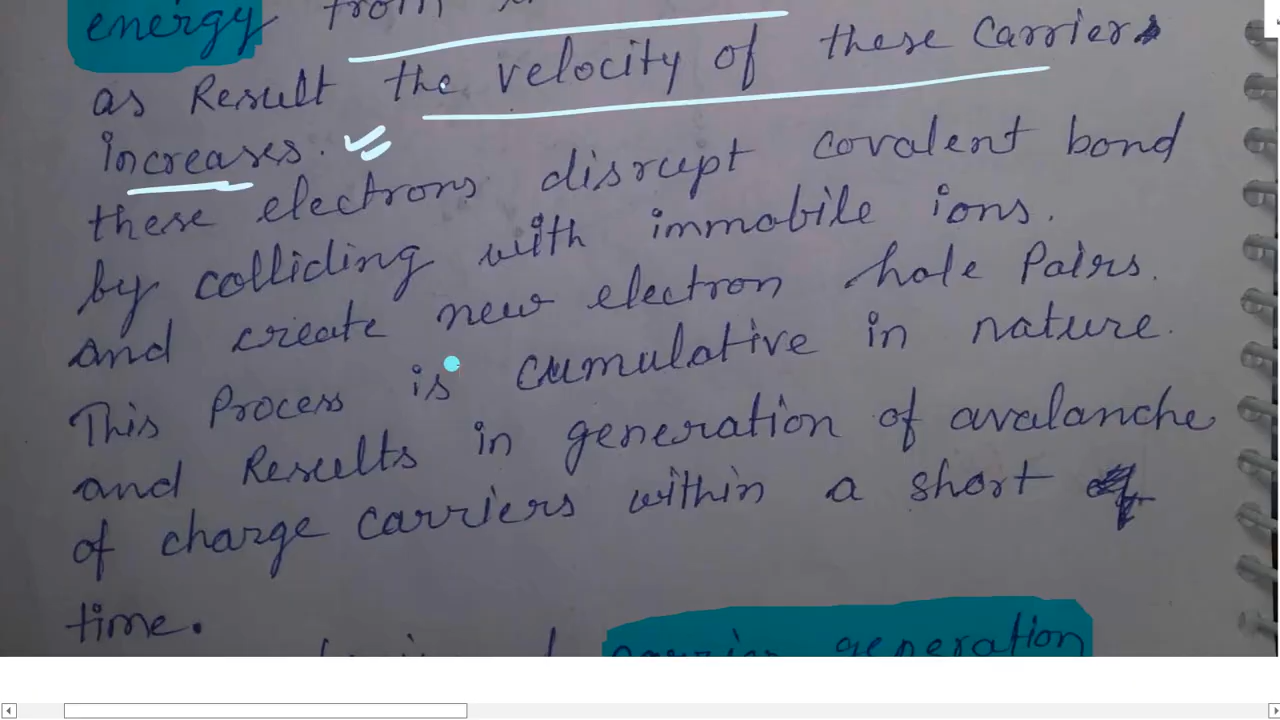 energy from
as Result the velocity of these Carriers
increases.
these electrons disrupt covalent bond
by colliding with immobile ions.
and create new electron hole Pairs.
This Process is cumulative in nature.
and Results in generation of avalanche
of charge carriers within a short
time.
carrier generation